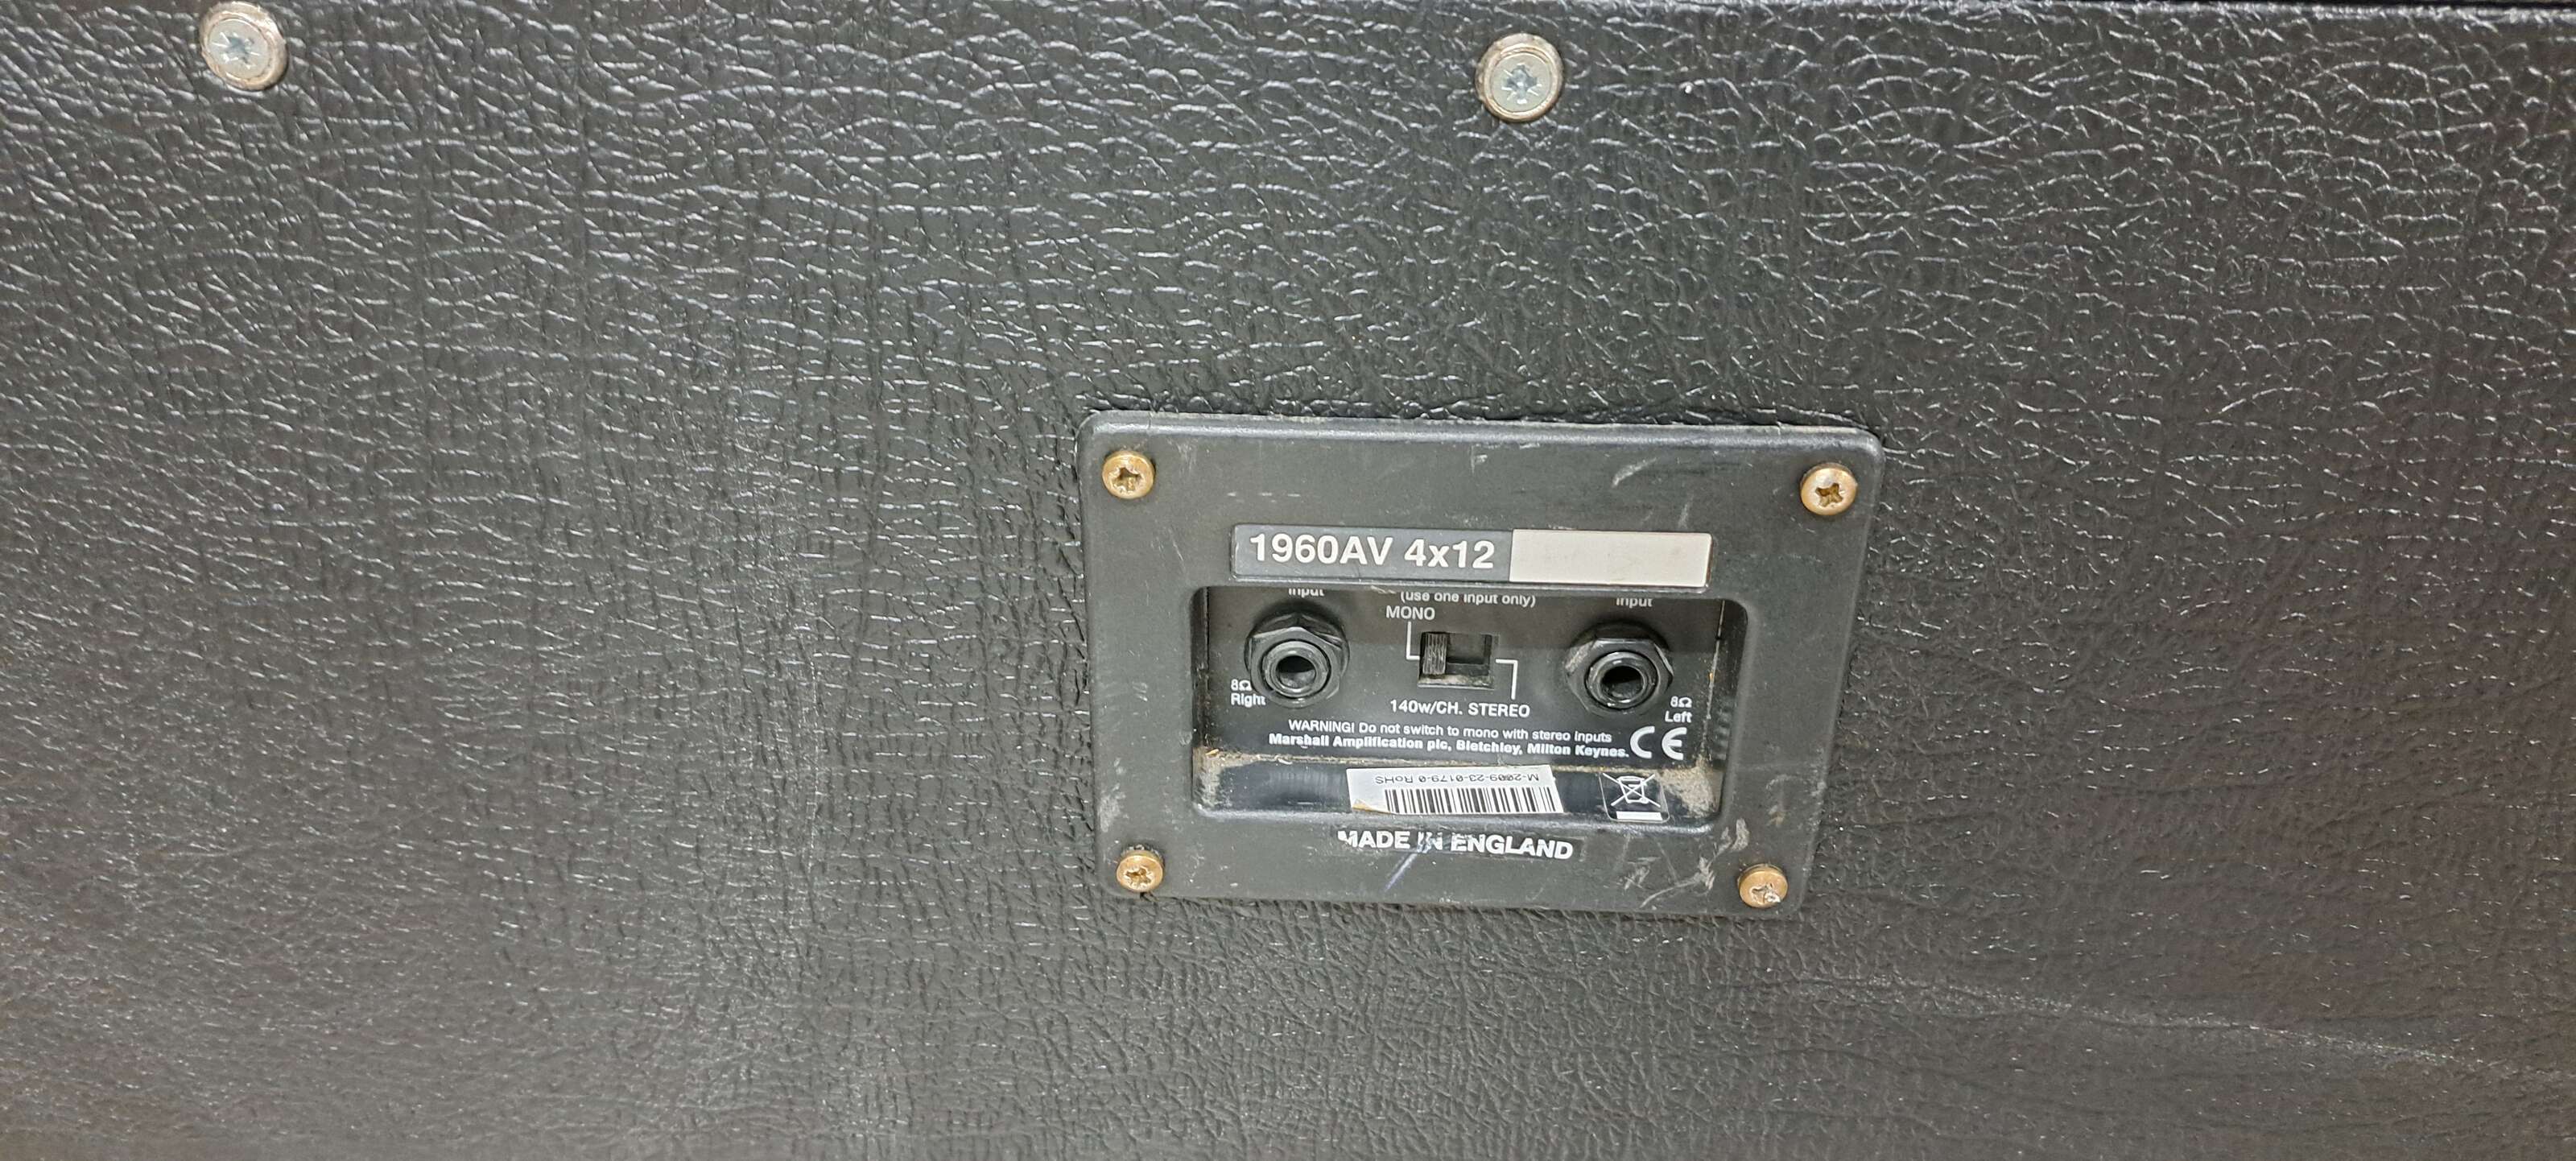 1960AV 4x12
Input
(use one input only)
Input
MONO
8Ω
Right
140w/CH. STEREO
8Ω
Left
WARNING! Do not switch to mono with stereo inputs
Marshall Amplification plc, Bletchley, Milton Keynes.
CE
M-2009-23-0179-0 RoHS
MADE IN ENGLAND